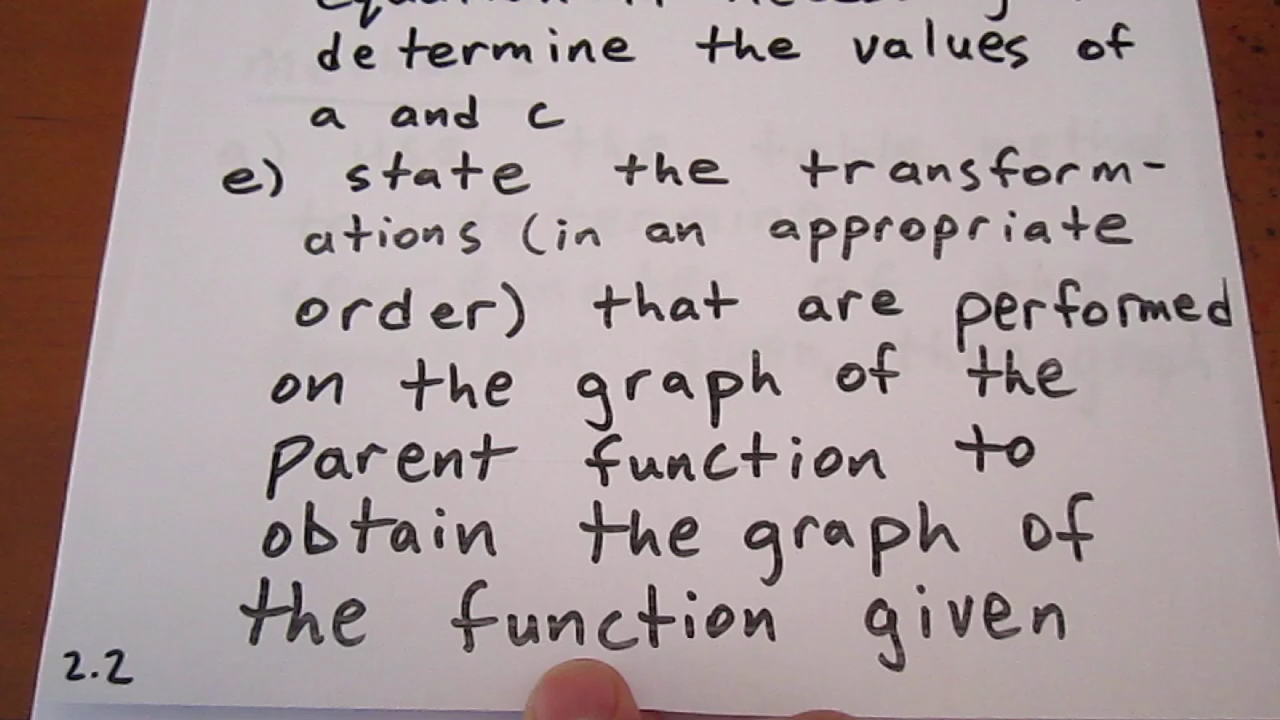 determine the values of
a and c
e) state the transform-
ations (in an appropriate
order) that are performed
on the graph of the
parent function to
obtain the graph of
the function given
2.2